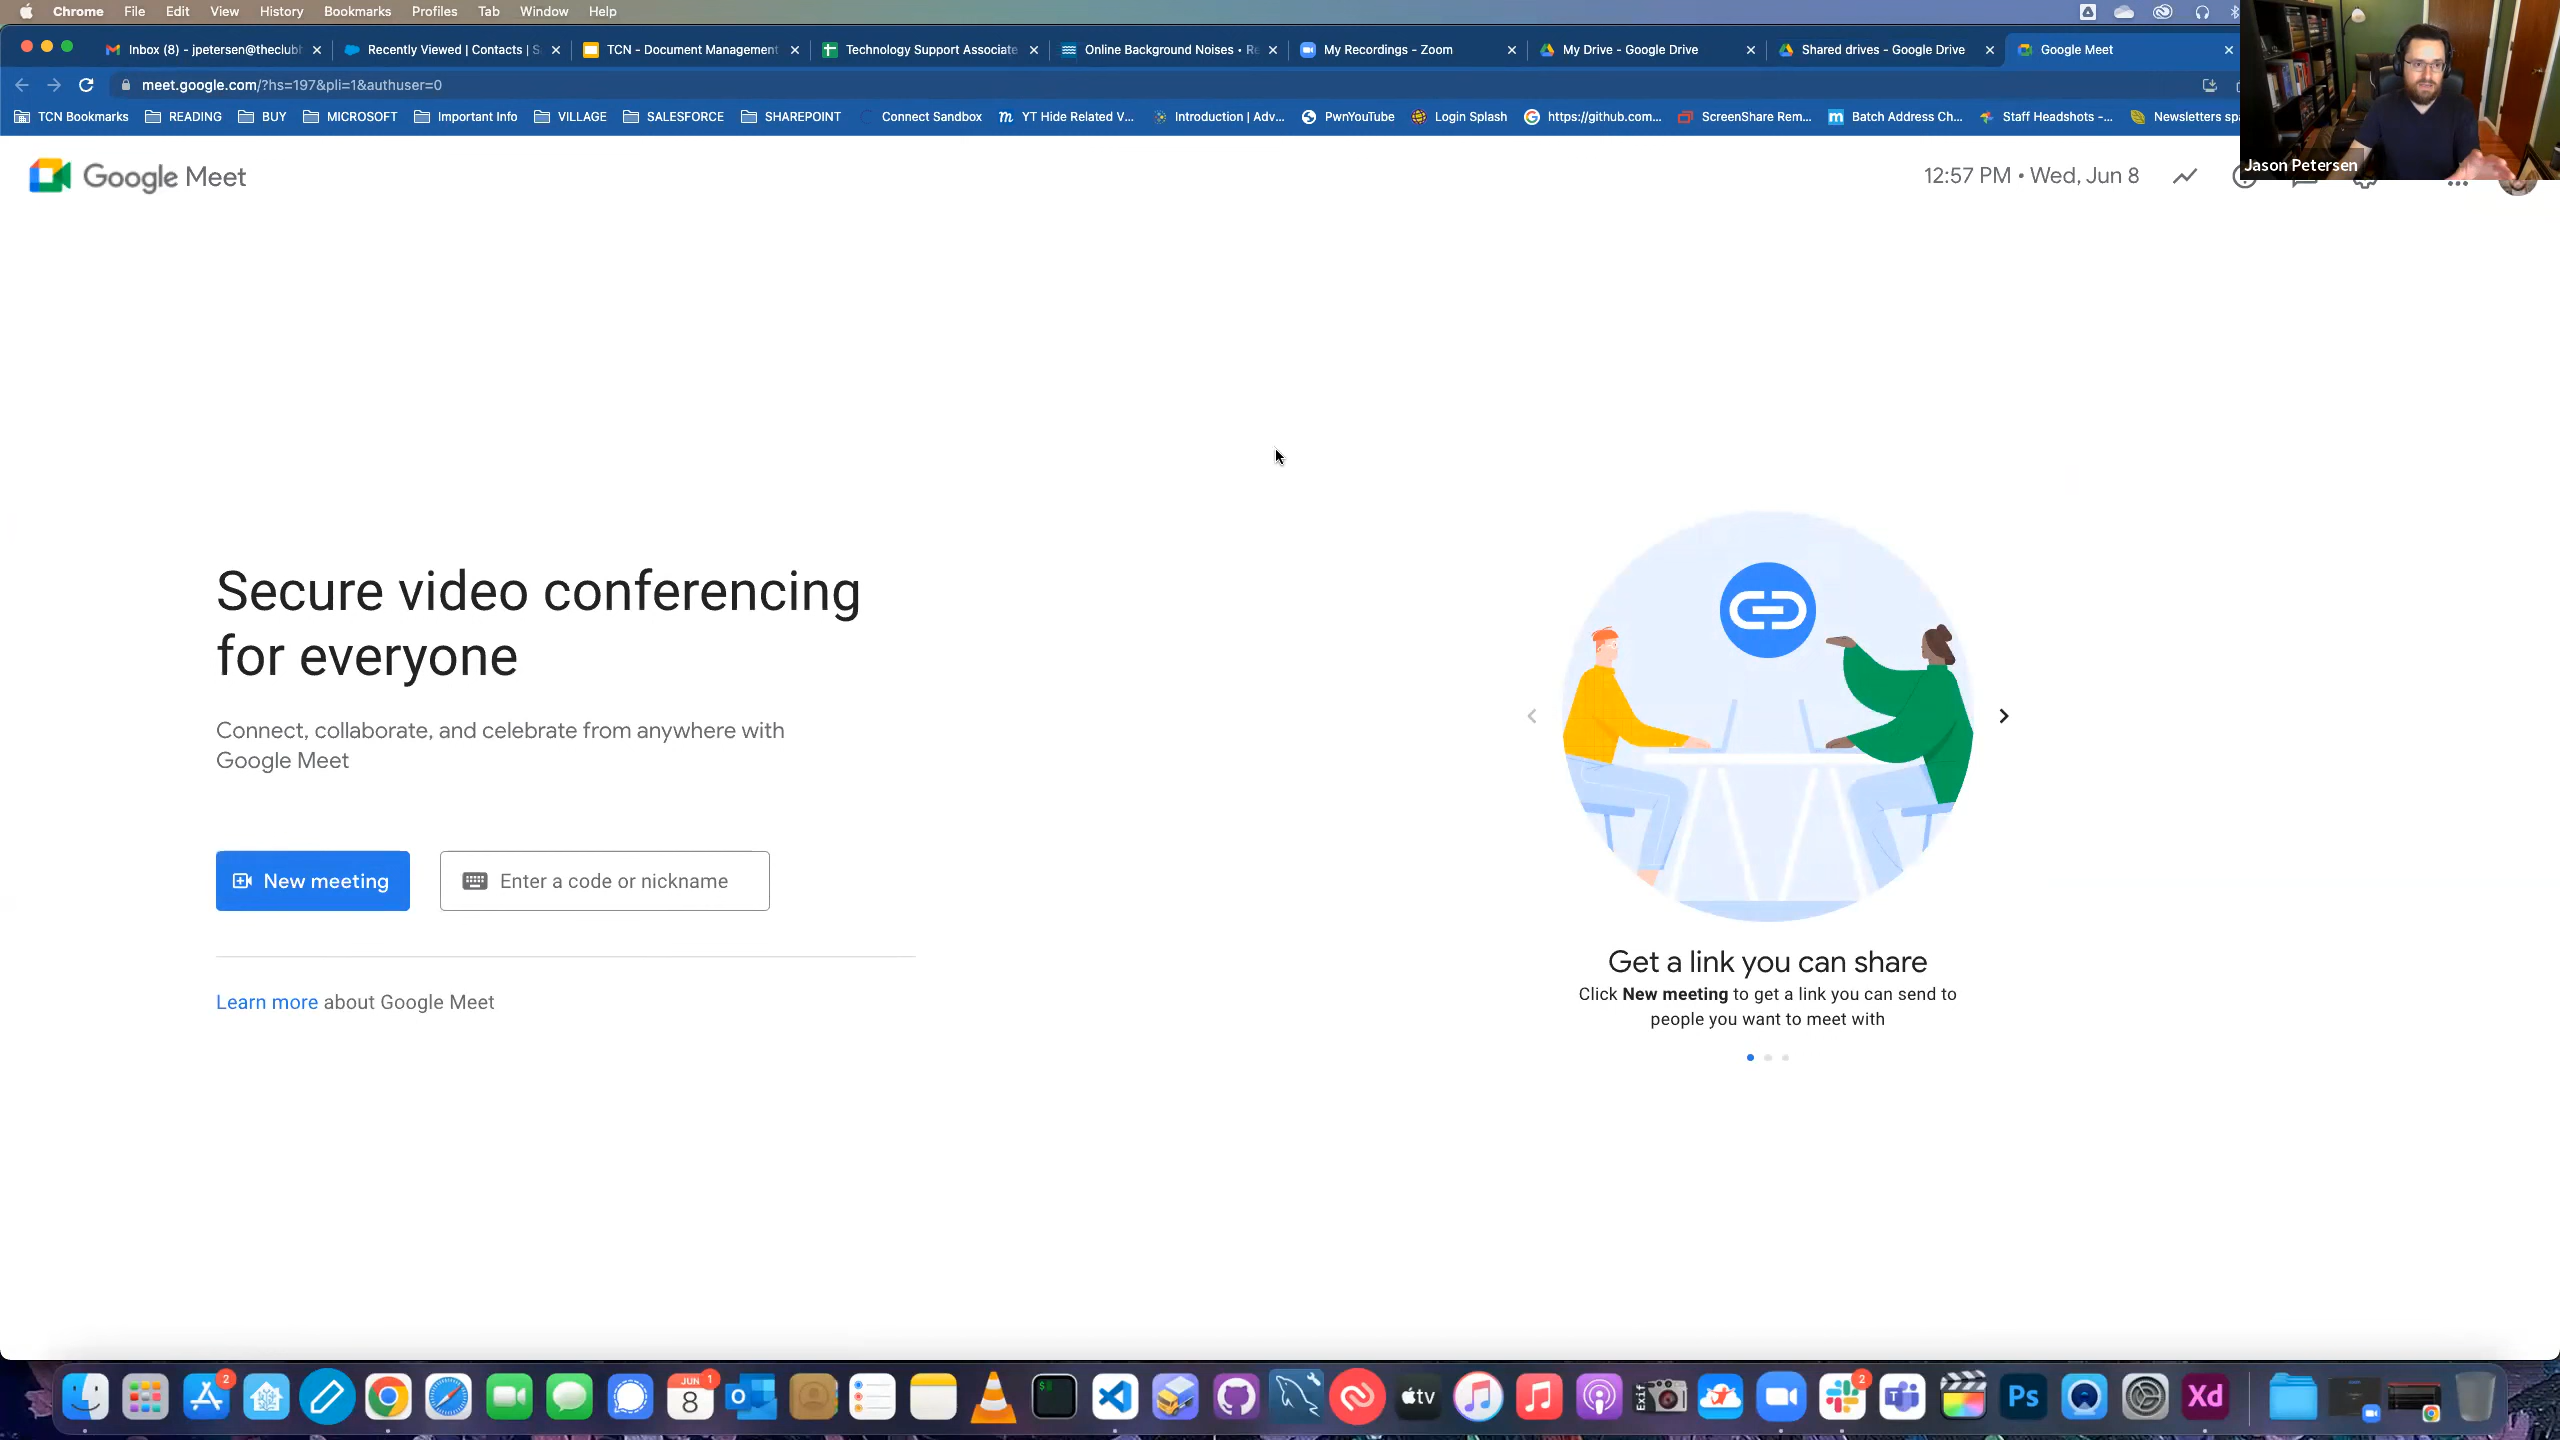 Chrome File Edit View History Bookmarks Profiles Tab Window Help
Inbox (8) - jpetersen@theclubh
Recently Viewed | Contacts | S
TCN - Document Management
Technology Support Associate
Online Background Noises • Re
My Recordings - Zoom
My Drive - Google Drive
Shared drives - Google Drive
Google Meet
meet.google.com/?hs=197&pli=1&authuser=0
TCN Bookmarks READING BUY MICROSOFT Important Info VILLAGE SALESFORCE SHAREPOINT Connect Sandbox YT Hide Related V... Introduction | Adv... PwnYouTube Login Splash https://github.com... ScreenShare Rem... Batch Address Ch... Staff Headshots -... Newsletters spa
Jason Petersen
Google Meet
12:57 PM • Wed, Jun 8
Secure video conferencing
for everyone
Connect, collaborate, and celebrate from anywhere with
Google Meet
New meeting
Enter a code or nickname
Learn more about Google Meet
Get a link you can share
Click New meeting to get a link you can send to
people you want to meet with
2
JUN 1
8
$
tv
Exif
2
Ps
Xd